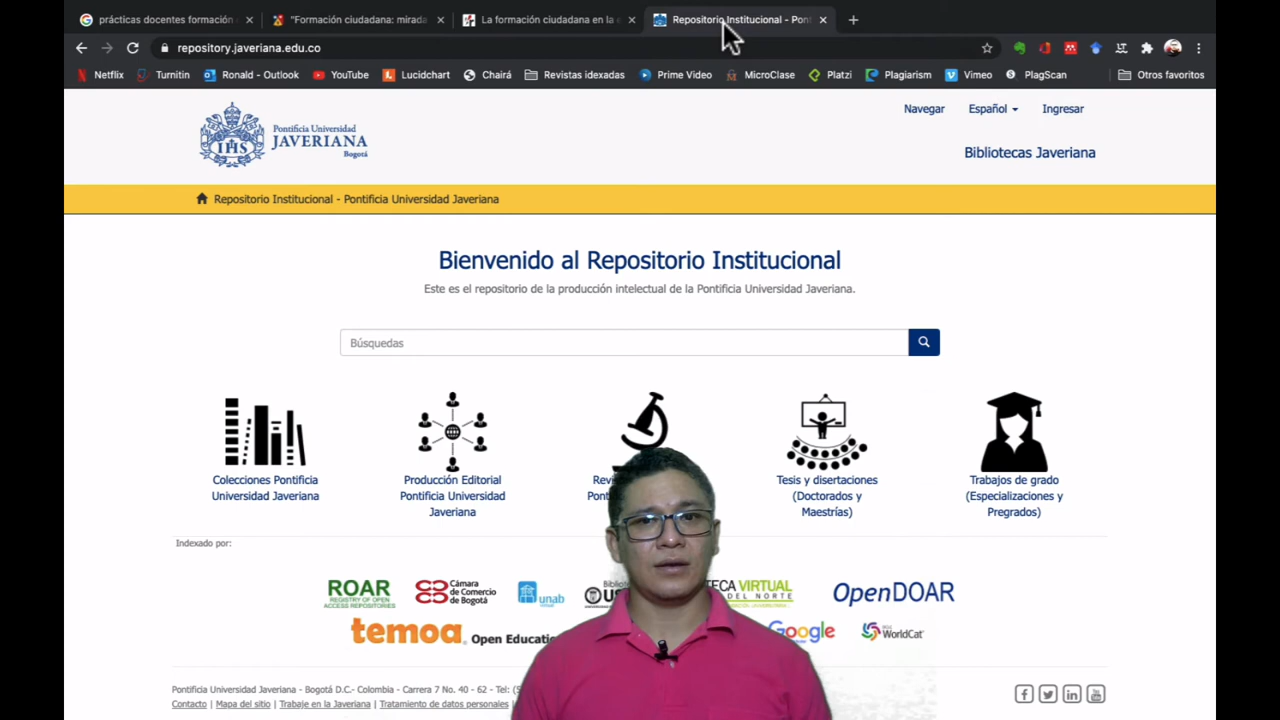 prácticas docentes formación
"Formación ciudadana: mirada
La formación ciudadana en la e
Repositorio Institucional - Pont
repository.javeriana.edu.co
Netflix Turnitin Ronald - Outlook YouTube Lucidchart Chairá Revistas idexadas Prime Video MicroClase Platzi Plagiarism Vimeo PlagScan Otros favoritos
Pontificia Universidad
JAVERIANA
Bogotá
Navegar Español Ingresar
Bibliotecas Javeriana
Repositorio Institucional - Pontificia Universidad Javeriana
Bienvenido al Repositorio Institucional
Este es el repositorio de la producción intelectual de la Pontificia Universidad Javeriana.
Búsquedas
Colecciones Pontificia
Universidad Javeriana
Producción Editorial
Pontificia Universidad
Javeriana
Tesis y disertaciones
(Doctorados y
Maestrías)
Trabajos de grado
(Especializaciones y
Pregrados)
Indexado por:
ROAR
REGISTRY OF OPEN
ACCESS REPOSITORIES
Cámara
de Comercio
de Bogotá
unab
virtual
TECA VIRTUAL
DEL NORTE
OpenDOAR
temoa Open Educatio
Google
WorldCat
Pontificia Universidad Javeriana - Bogotá D.C.- Colombia - Carrera 7 No. 40 - 62 - Tel: (5
Contacto | Mapa del sitio | Trabaje en la Javeriana | Tratamiento de datos personales |